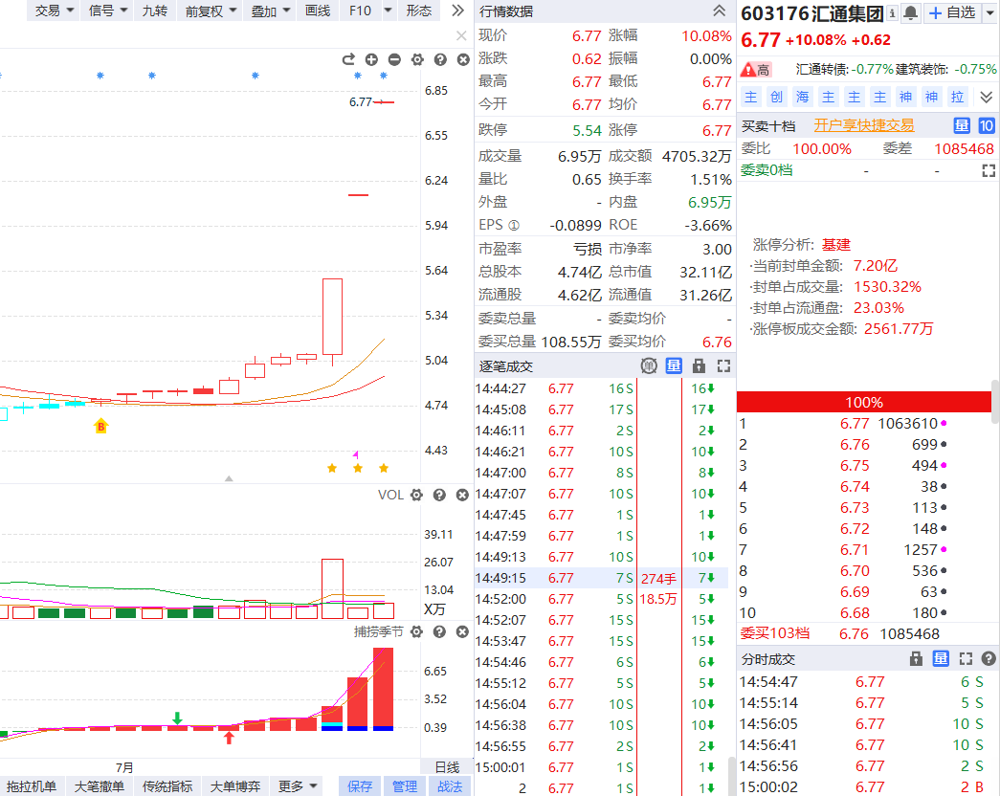 交易 信号 九转 前复权 叠加 画线 F10 形态
6.85
6.77
6.55
6.24
5.94
5.64
5.34
5.04
4.74
4.43
B
VOL
39.11
26.07
13.04
X万
捕捞季节
6.65
3.52
0.39
7月 日线
拖拉机单 大笔撤单 传统指标 大单博弈 更多 保存 管理 战法
行情数据
现价 6.77 涨幅 10.08%
涨跌 0.62 振幅 0.00%
最高 6.77 最低 6.77
今开 6.77 均价 6.77
跌停 5.54 涨停 6.77
成交量 6.95万 成交额 4705.32万
量比 0.65 换手率 1.51%
外盘 - 内盘 6.95万
EPS ① -0.0899 ROE -3.66%
市盈率 亏损 市净率 3.00
总股本 4.74亿 总市值 32.11亿
流通股 4.62亿 流通值 31.26亿
委卖总量 - 委卖均价 -
委买总量 108.55万 委买均价 6.76
逐笔成交 单 量
14:44:27 6.77 16 S 16
14:45:08 6.77 17 S 17
14:46:11 6.77 2 S 2
14:46:21 6.77 10 S 10
14:47:00 6.77 8 S 8
14:47:07 6.77 10 S 10
14:47:45 6.77 1 S 1
14:47:59 6.77 1 S 1
14:49:13 6.77 10 S 10
14:49:15 6.77 7 S 274手 7
14:52:00 6.77 5 S 18.5万 5
14:52:07 6.77 15 S 15
14:53:47 6.77 15 S 15
14:54:46 6.77 6 S 6
14:55:12 6.77 5 S 5
14:56:04 6.77 10 S 10
14:56:38 6.77 10 S 10
14:56:55 6.77 2 S 2
15:00:01 6.77 1 S 1
2 6.77 1 S 1
603176 汇通集团 自选
6.77 +10.08% +0.62
高 汇通转债: -0.77% 建筑装饰: -0.75%
主 创 海 主 主 主 神 神 拉
买卖十档 开户享快捷交易 量 10
委比 100.00% 委差 1085468
委卖0档 - -
涨停分析: 基建
·当前封单金额: 7.20亿
·封单占成交量: 1530.32%
·封单占流通盘: 23.03%
·涨停板成交金额: 2561.77万
100%
1 6.77 1063610
2 6.76 699
3 6.75 494
4 6.74 38
5 6.73 113
6 6.72 148
7 6.71 1257
8 6.70 536
9 6.69 63
10 6.68 180
委买103档 6.76 1085468
分时成交 量
14:54:47 6.77 6 S
14:55:14 6.77 5 S
14:56:05 6.77 10 S
14:56:41 6.77 10 S
14:56:56 6.77 2 S
15:00:02 6.77 2 B